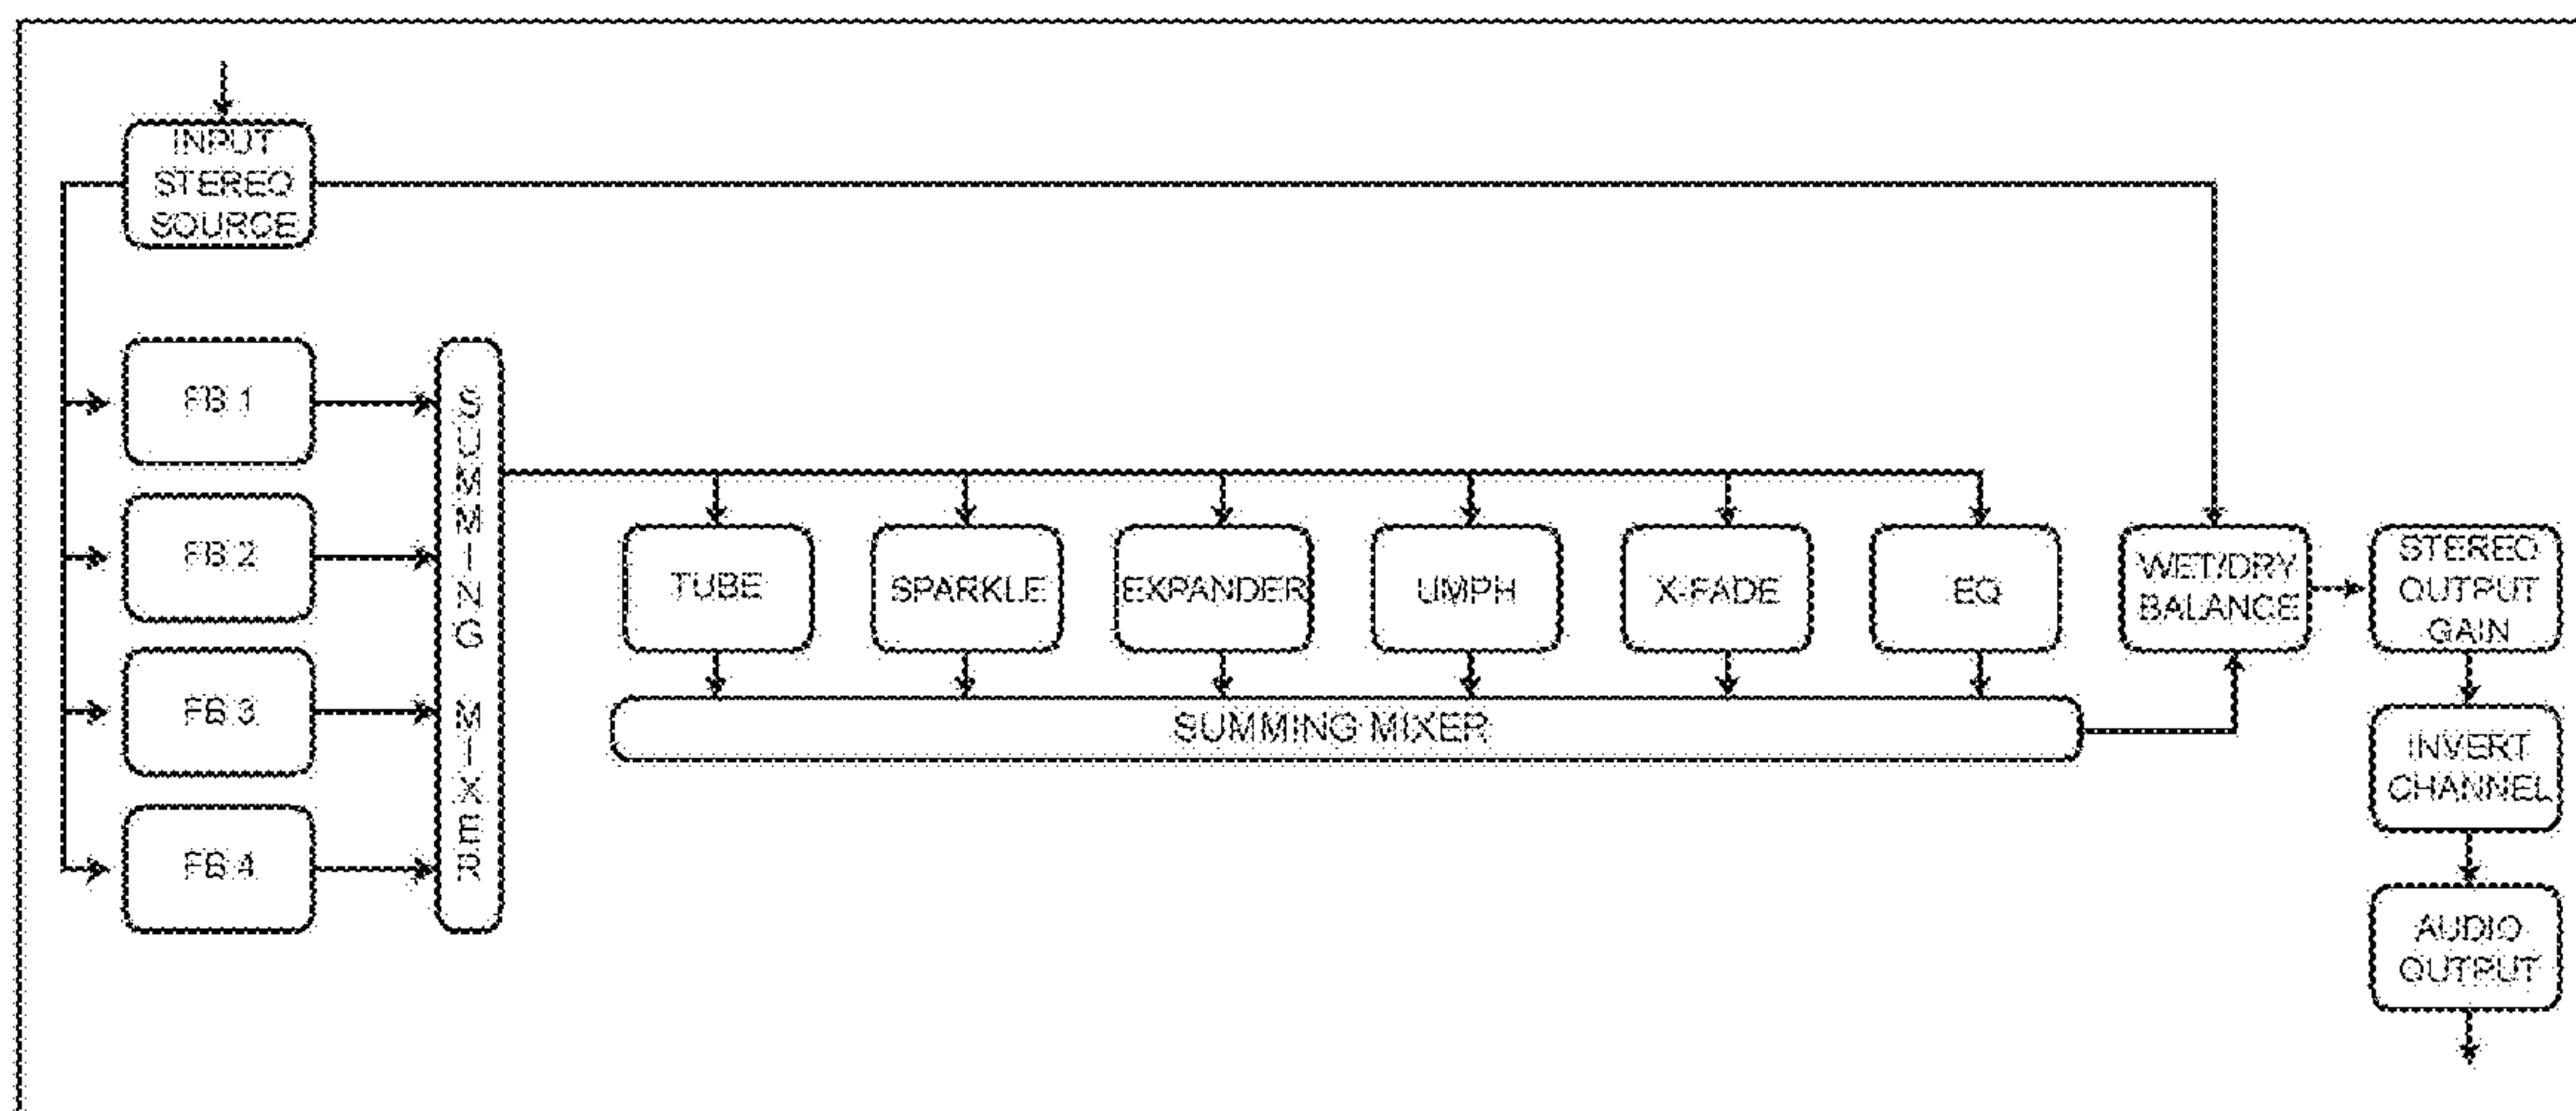 INPUT
STEREO
SOURCE
FB 1
FB 2
FB 3
FB 4
SUMMING MIXER
TUBE
SPARKLE
EXPANDER
UMPH
X-FADE
EQ
SUMMING MIXER
WET/DRY
BALANCE
STEREO
OUTPUT
GAIN
INVERT
CHANNEL
AUDIO
OUTPUT